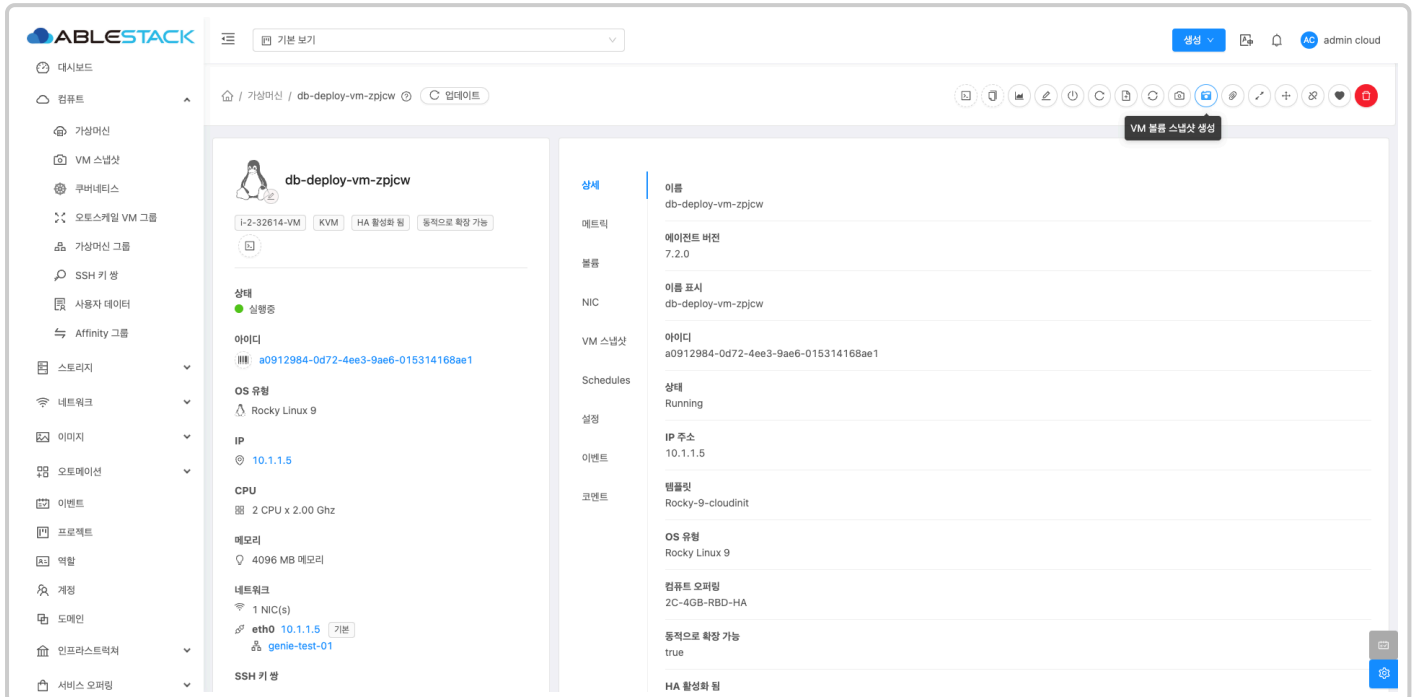 ABLESTACK
기본 보기
생성
AC admin cloud
대시보드
컴퓨트
가상머신
VM 스냅샷
쿠버네티스
오토스케일 VM 그룹
가상머신 그룹
SSH 키 쌍
사용자 데이터
Affinity 그룹
스토리지
네트워크
이미지
오토메이션
이벤트
프로젝트
역할
계정
도메인
인프라스트럭쳐
서비스 오퍼링
/ 가상머신 / db-deploy-vm-zpjcw 업데이트
VM 볼륨 스냅샷 생성
db-deploy-vm-zpjcw
i-2-32614-VM KVM HA 활성화 됨 동적으로 확장 가능
상태
실행중
아이디
a0912984-0d72-4ee3-9ae6-015314168ae1
OS 유형
Rocky Linux 9
IP
10.1.1.5
CPU
2 CPU x 2.00 Ghz
메모리
4096 MB 메모리
네트워크
1 NIC(s)
eth0 10.1.1.5 기본
genie-test-01
SSH 키 쌍
상세
메트릭
볼륨
NIC
VM 스냅샷
Schedules
설정
이벤트
코멘트
이름
db-deploy-vm-zpjcw
에이전트 버전
7.2.0
이름 표시
db-deploy-vm-zpjcw
아이디
a0912984-0d72-4ee3-9ae6-015314168ae1
상태
Running
IP 주소
10.1.1.5
템플릿
Rocky-9-cloudinit
OS 유형
Rocky Linux 9
컴퓨트 오퍼링
2C-4GB-RBD-HA
동적으로 확장 가능
true
HA 활성화 됨